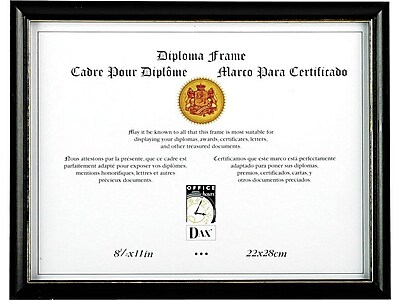 Diploma Frame
Cadre Pour Diplôme
Marco Para Certificado
May it be known to all that this frame is most suitable for
displaying your diplomas, awards, certificates, letters,
and other treasured documents.
Nous attestons par la présente, que ce cadre est
parfaitement adapté pour exposer vos diplômes,
mentions honorifiques, lettres et autres
précieux documents.
Certificamos que este marco está perfectamente
adaptado para poner sus diplomas,
premios, certificados, cartas, y
otros documentos preciados.
OFFICE
hours
DAX
8½x11in
•••
22x28cm